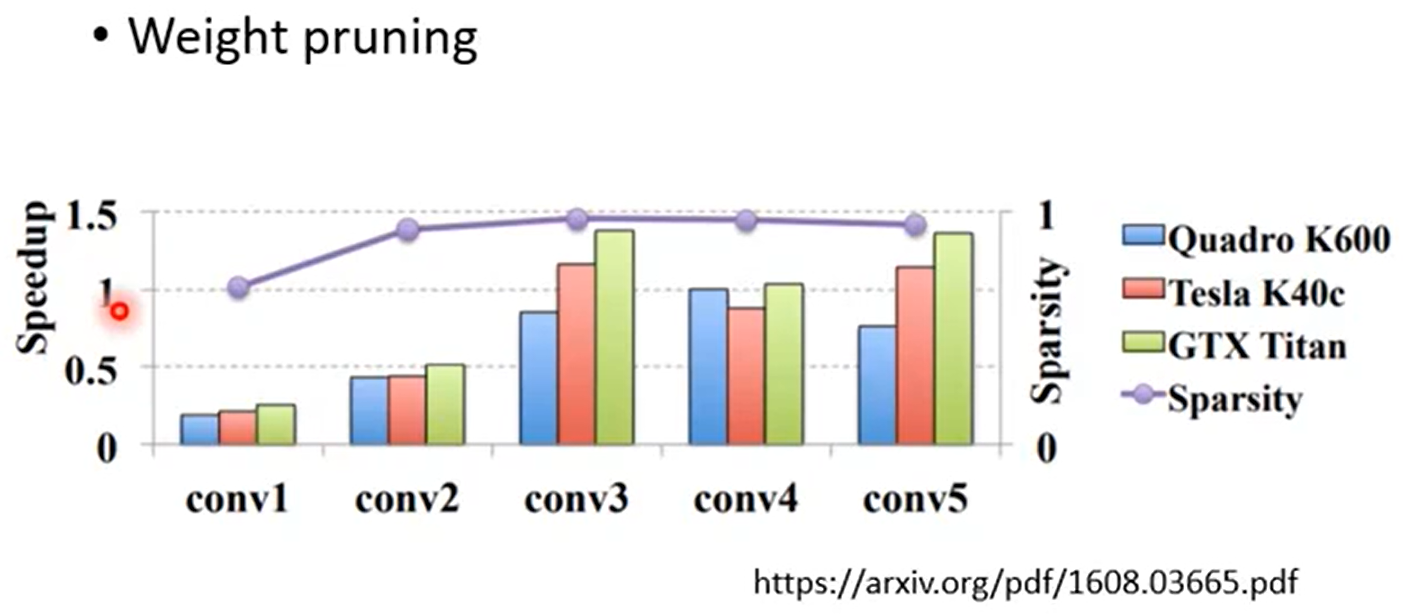 • Weight pruning
Speedup
1.5
1
0.5
0
1
0
Sparsity
conv1 conv2 conv3 conv4 conv5
Quadro K600
Tesla K40c
GTX Titan
Sparsity
https://arxiv.org/pdf/1608.03665.pdf